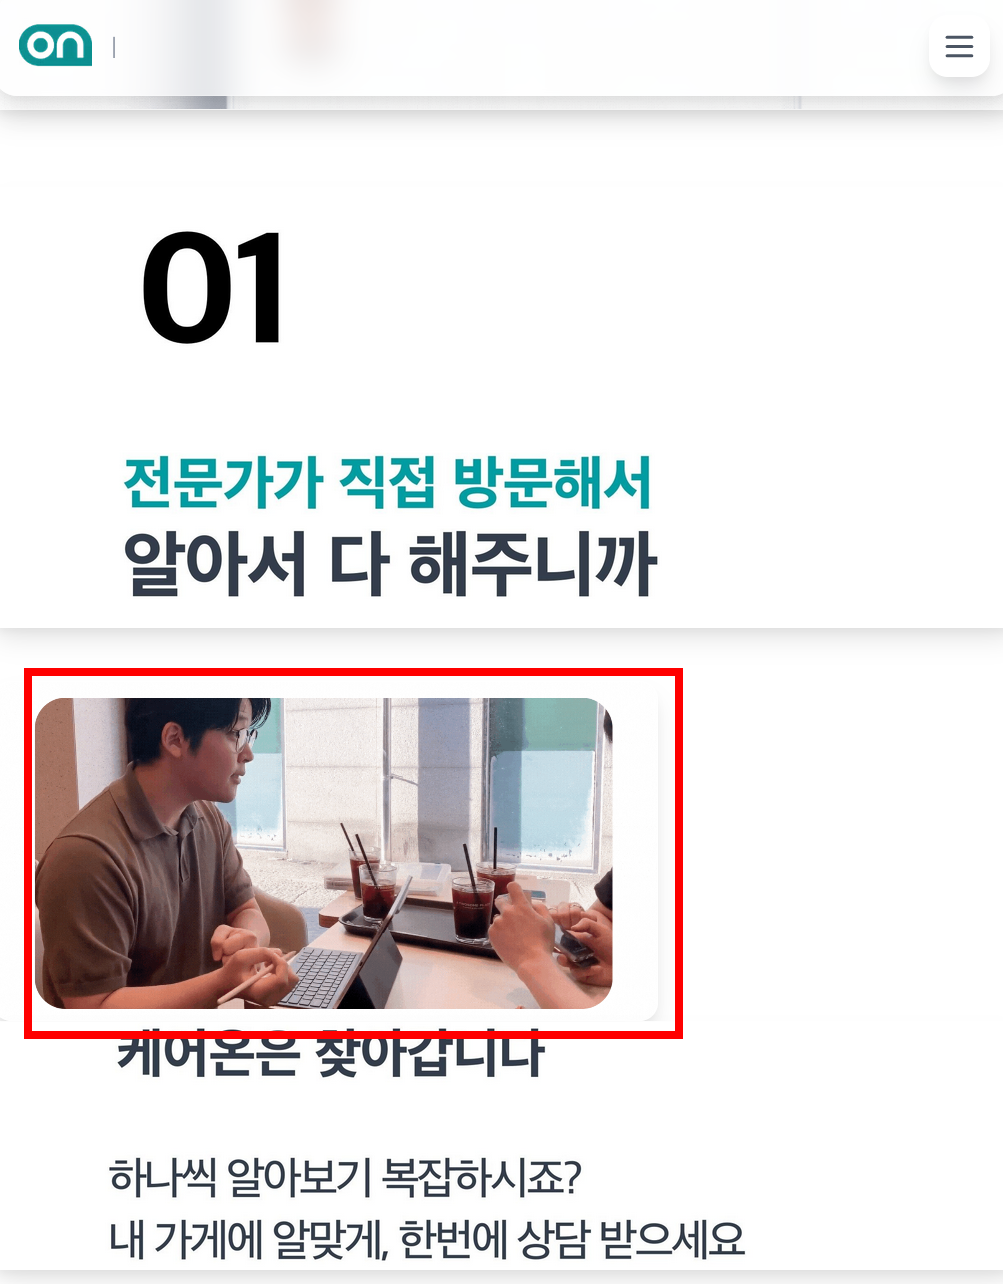 on |
01
전문가가 직접 방문해서
알아서 다 해주니까
케어온은 찾아갑니다
하나씩 알아보기 복잡하시죠?
내 가게에 알맞게, 한번에 상담 받으세요